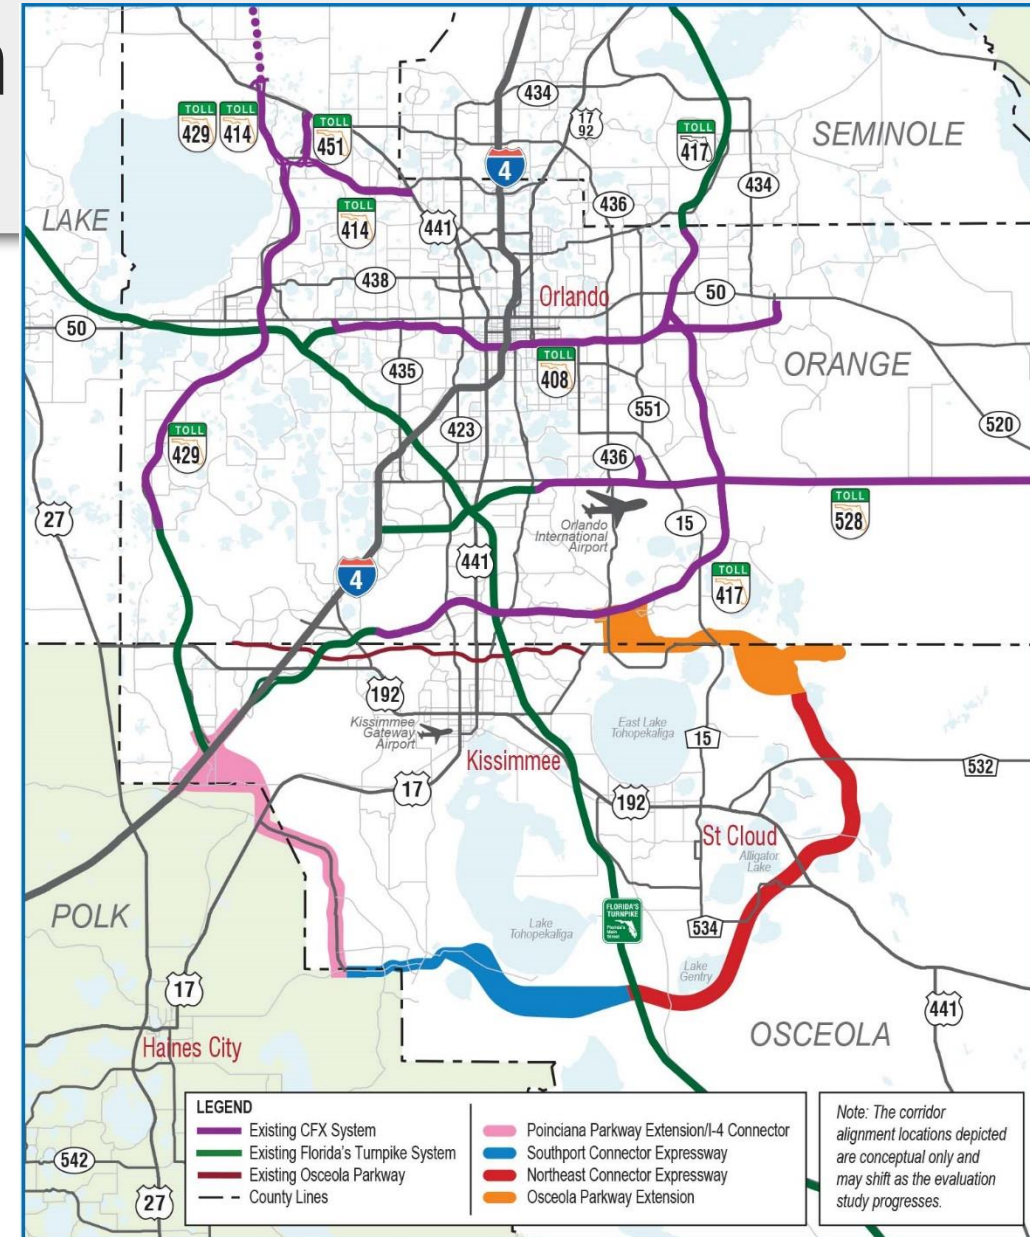 n
434
17
92
TOLL
429
TOLL
414
TOLL
451
TOLL
417
SEMINOLE
4
434
LAKE
TOLL
414
441
436
438
Orlando
50
50
TOLL
408
ORANGE
435
551
423
520
TOLL
429
436
27
Orlando
International
Airport
15
TOLL
528
441
4
TOLL
417
192
Kissimmee
Gateway
Airport
East Lake
Tohopekaliga
15
Kissimmee
532
17
192
St Cloud
Alligator
Lake
POLK
FLORIDA'S
TURNPIKE
Lake
Tohopekaliga
534
Lake
Gentry
17
441
OSCEOLA
Haines City
542
27
LEGEND
Existing CFX System
Existing Florida's Turnpike System
Existing Osceola Parkway
County Lines
Poinciana Parkway Extension/I-4 Connector
Southport Connector Expressway
Northeast Connector Expressway
Osceola Parkway Extension
Note: The corridor
alignment locations depicted
are conceptual only and
may shift as the evaluation
study progresses.